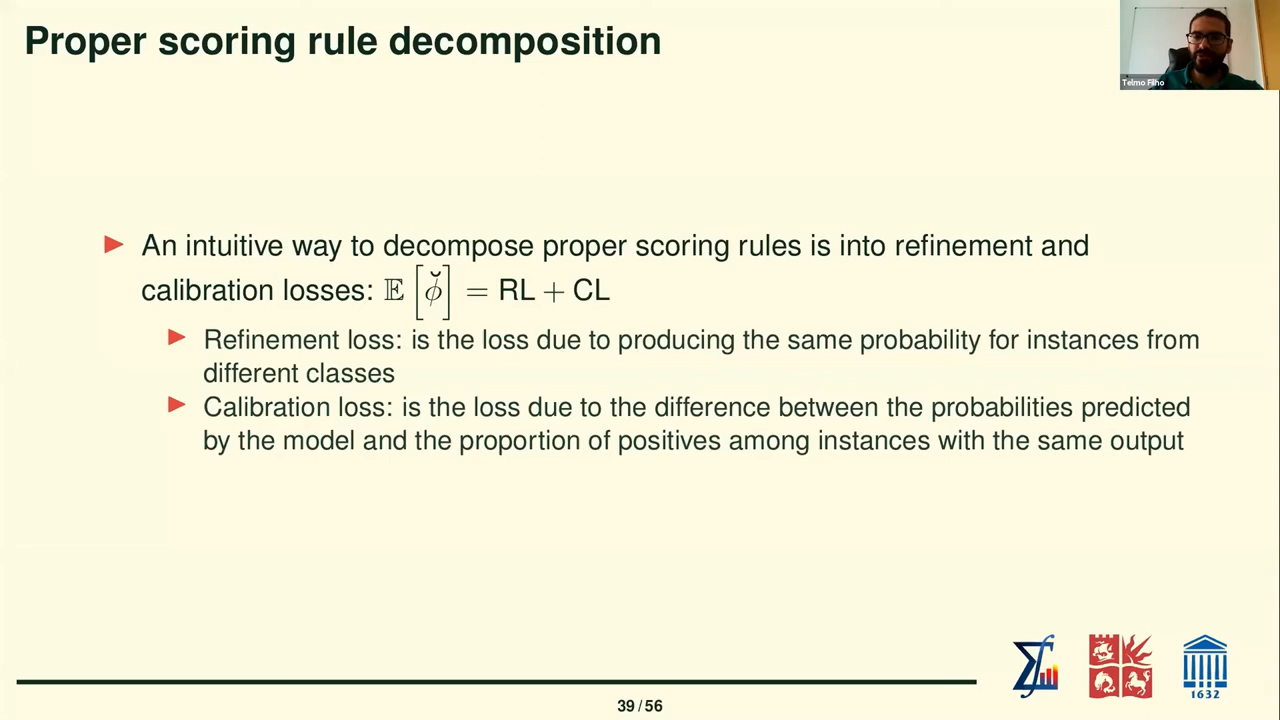 Proper scoring rule decomposition
Telmo Filho
An intuitive way to decompose proper scoring rules is into refinement and
calibration losses: 𝔼[ϕ̆] = RL + CL
Refinement loss: is the loss due to producing the same probability for instances from
different classes
Calibration loss: is the loss due to the difference between the probabilities predicted
by the model and the proportion of positives among instances with the same output
1632
39 / 56